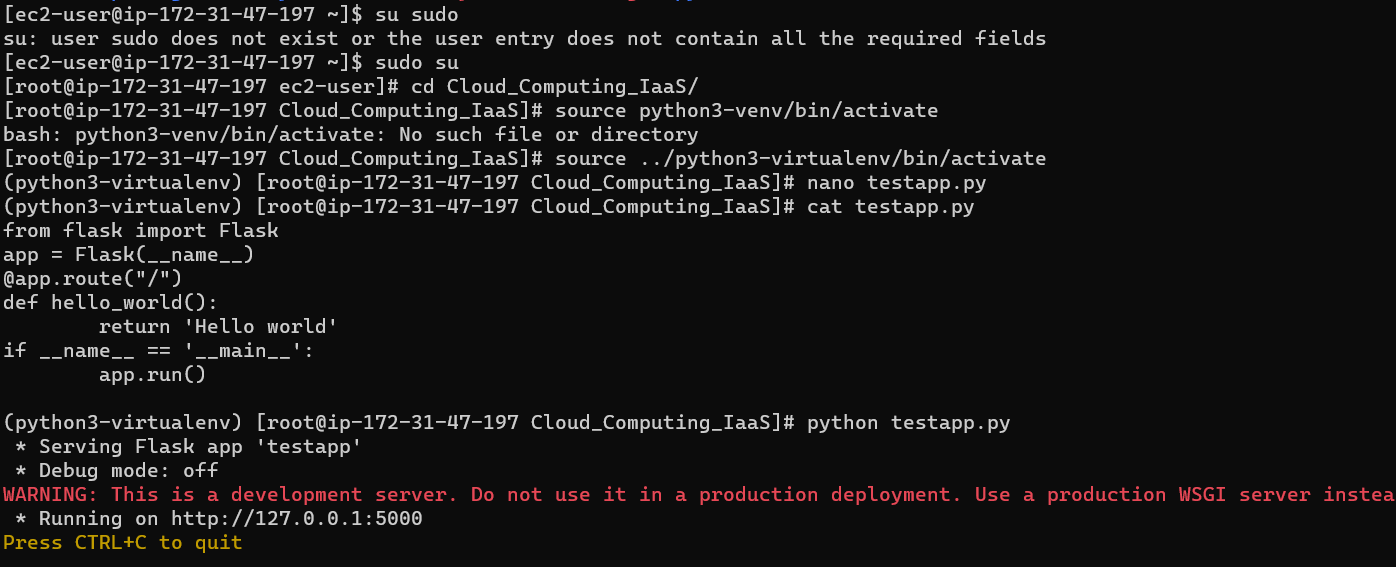 [ec2-user@ip-172-31-47-197 ~]$ su sudo
su: user sudo does not exist or the user entry does not contain all the required fields
[ec2-user@ip-172-31-47-197 ~]$ sudo su
[root@ip-172-31-47-197 ec2-user]# cd Cloud_Computing_IaaS/
[root@ip-172-31-47-197 Cloud_Computing_IaaS]# source python3-venv/bin/activate
bash: python3-venv/bin/activate: No such file or directory
[root@ip-172-31-47-197 Cloud_Computing_IaaS]# source ../python3-virtualenv/bin/activate
(python3-virtualenv) [root@ip-172-31-47-197 Cloud_Computing_IaaS]# nano testapp.py
(python3-virtualenv) [root@ip-172-31-47-197 Cloud_Computing_IaaS]# cat testapp.py
from flask import Flask
app = Flask(__name__)
@app.route("/")
def hello_world():
        return 'Hello world'
if __name__ == '__main__':
        app.run()

(python3-virtualenv) [root@ip-172-31-47-197 Cloud_Computing_IaaS]# python testapp.py
 * Serving Flask app 'testapp'
 * Debug mode: off
WARNING: This is a development server. Do not use it in a production deployment. Use a production WSGI server instea
 * Running on http://127.0.0.1:5000
Press CTRL+C to quit